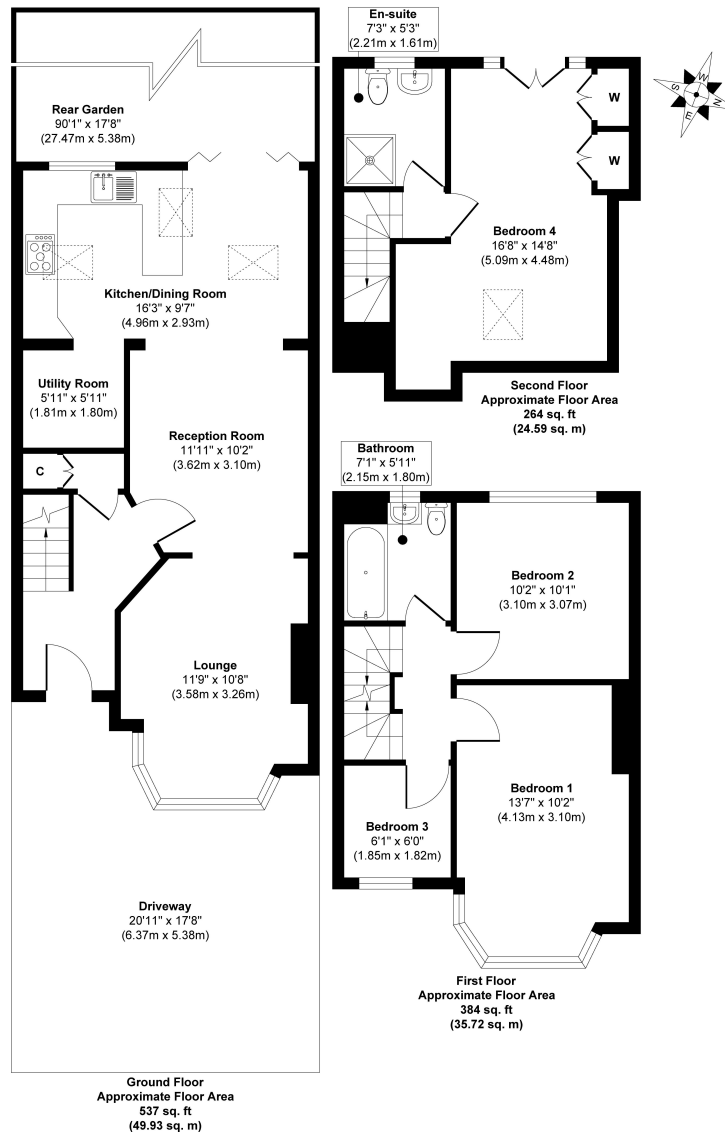 Rear Garden
90'1" x 17'8"
(27.47m x 5.38m)
Kitchen/Dining Room
16'3" x 9'7"
(4.96m x 2.93m)
Utility Room
5'11" x 5'11"
(1.81m x 1.80m)
Reception Room
11'11" x 10'2"
(3.62m x 3.10m)
C
Lounge
11'9" x 10'8"
(3.58m x 3.26m)
Driveway
20'11" x 17'8"
(6.37m x 5.38m)
Ground Floor
Approximate Floor Area
537 sq. ft
(49.93 sq. m)
En-suite
7'3" x 5'3"
(2.21m x 1.61m)
W
W
Bedroom 4
16'8" x 14'8"
(5.09m x 4.48m)
Second Floor
Approximate Floor Area
264 sq. ft
(24.59 sq. m)
Bathroom
7'1" x 5'11"
(2.15m x 1.80m)
Bedroom 2
10'2" x 10'1"
(3.10m x 3.07m)
Bedroom 1
13'7" x 10'2"
(4.13m x 3.10m)
Bedroom 3
6'1" x 6'0"
(1.85m x 1.82m)
First Floor
Approximate Floor Area
384 sq. ft
(35.72 sq. m)
W
N
S
E